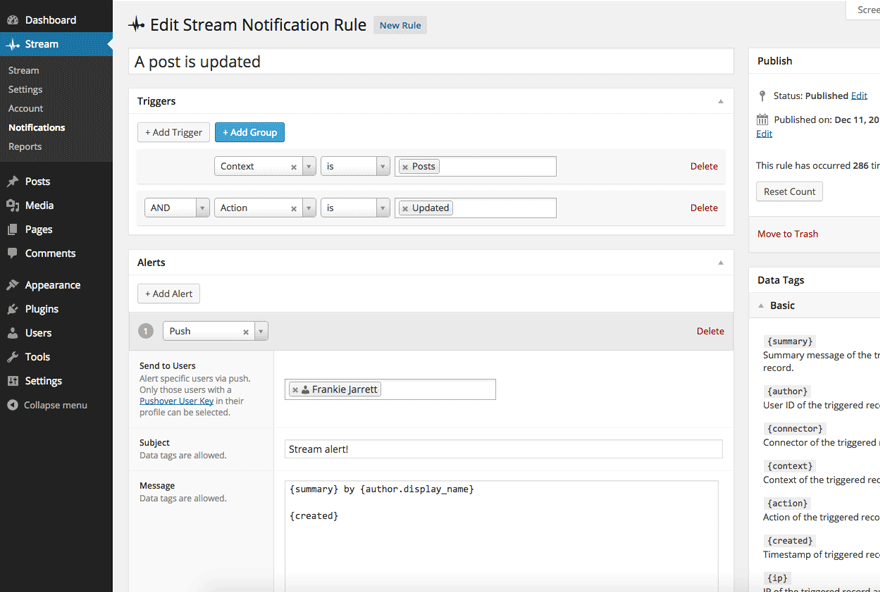 Dashboard
Stream
Stream
Settings
Account
Notifications
Reports
Posts
Media
Pages
Comments
Appearance
Plugins
Users
Tools
Settings
Collapse menu
Edit Stream Notification Rule New Rule
A post is updated
Triggers
+ Add Trigger + Add Group
Context × is × Posts Delete
AND Action × is × Updated Delete
Alerts
+ Add Alert
1 Push × Delete
Send to Users
Alert specific users via push.
Only those users with a
Pushover User Key in their
profile can be selected.
× Frankie Jarrett
Subject
Data tags are allowed.
Stream alert!
Message
Data tags are allowed.
{summary} by {author.display_name}
{created}
Scree
Publish
Status: Published Edit
Published on: Dec 11, 20
Edit
This rule has occurred 286 tir
Reset Count
Move to Trash
Data Tags
Basic
{summary}
Summary message of the tr
record.
{author}
User ID of the triggered reco
{connector}
Connector of the triggered
{context}
Context of the triggered rec
{action}
Action of the triggered reco
{created}
Timestamp of triggered reco
{ip}